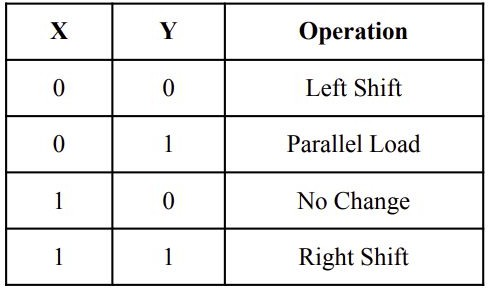 X Y Operation
0 0 Left Shift
0 1 Parallel Load
1 0 No Change
1 1 Right Shift